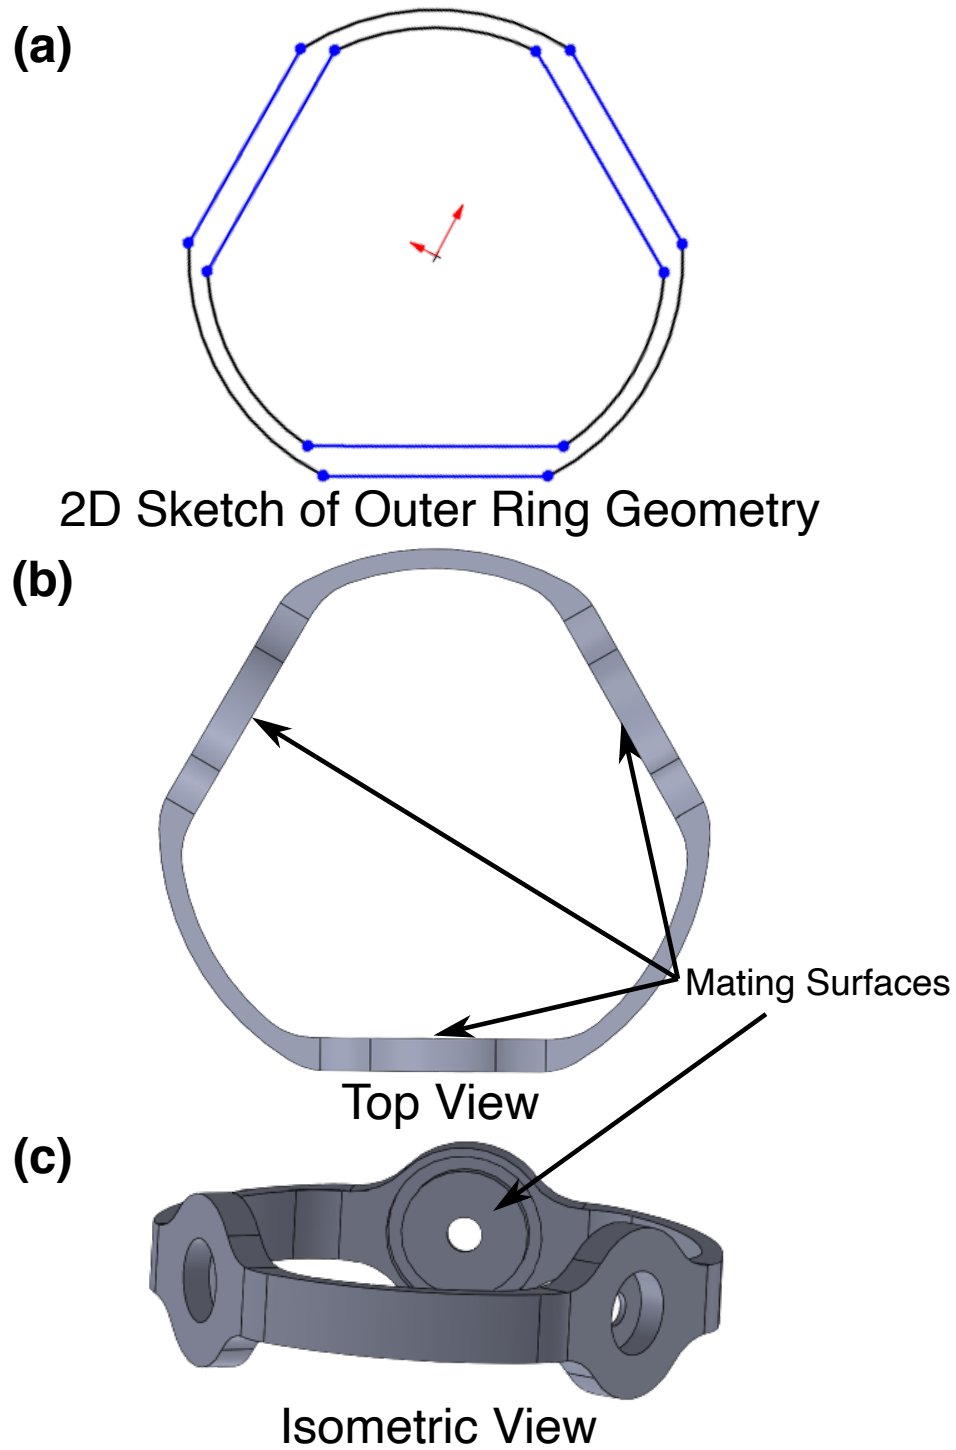 (a)
2D Sketch of Outer Ring Geometry
(b)
Mating Surfaces
Top View
(c)
Isometric View